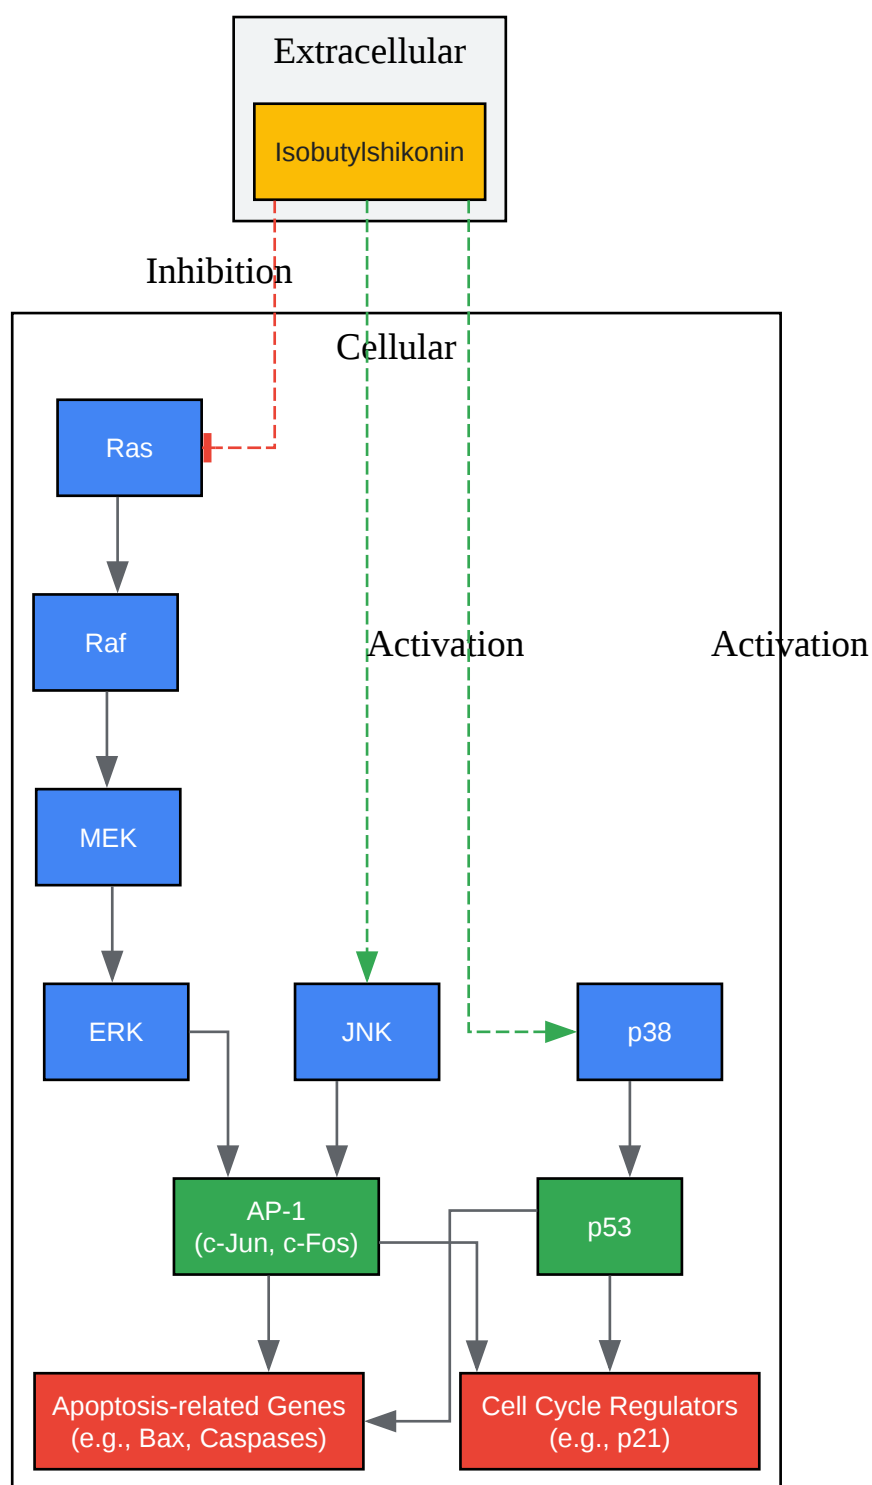 Extracellular
Isobutylshikonin
Inhibition
Cellular
Ras
Raf
Activation
Activation
MEK
ERK
JNK
p38
AP-1
(c-Jun, c-Fos)
p53
Apoptosis-related Genes
(e.g., Bax, Caspases)
Cell Cycle Regulators
(e.g., p21)